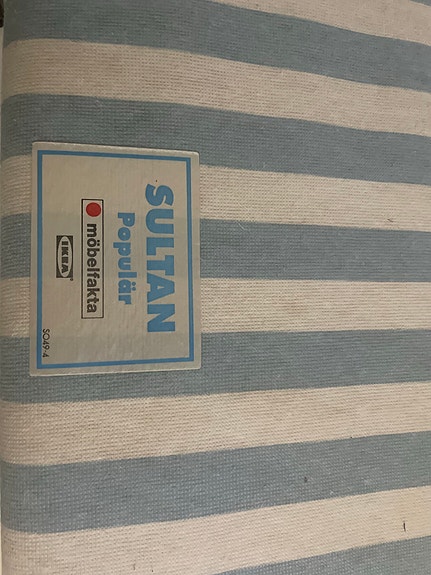 SULTAN
Populär
möbelfakta
IKEA
SO49-4